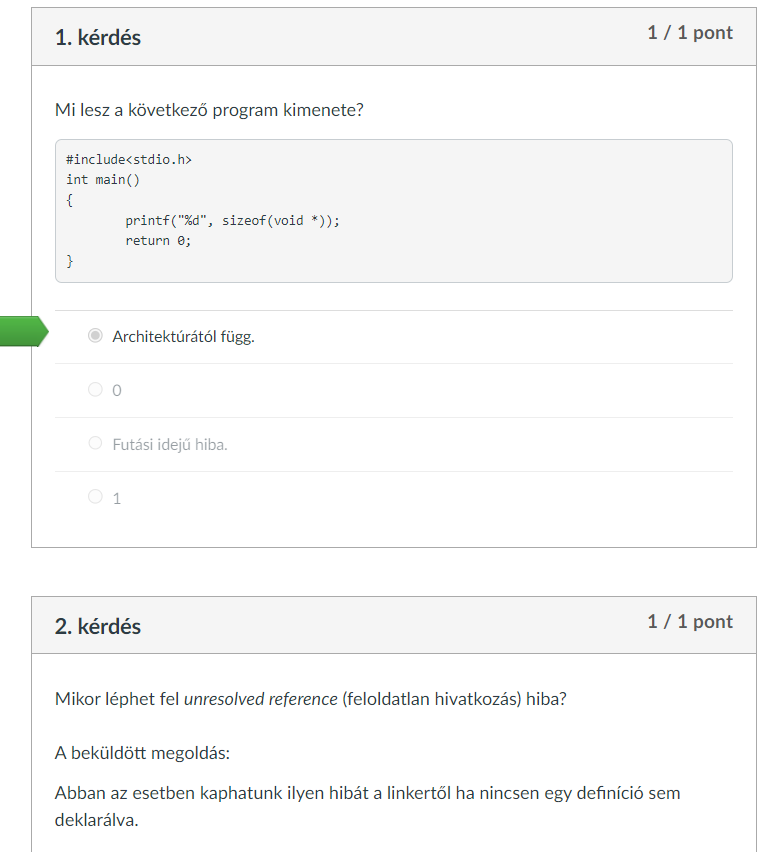 1. kérdés
1 / 1 pont
Mi lesz a következő program kimenete?
#include<stdio.h>
int main()
{
        printf("%d", sizeof(void *));
        return 0;
}
Architektúrától függ.
0
Futási idejű hiba.
1
2. kérdés
1 / 1 pont
Mikor léphet fel unresolved reference (feloldatlan hivatkozás) hiba?
A beküldött megoldás:
Abban az esetben kaphatunk ilyen hibát a linkertől ha nincsen egy definíció sem
deklarálva.